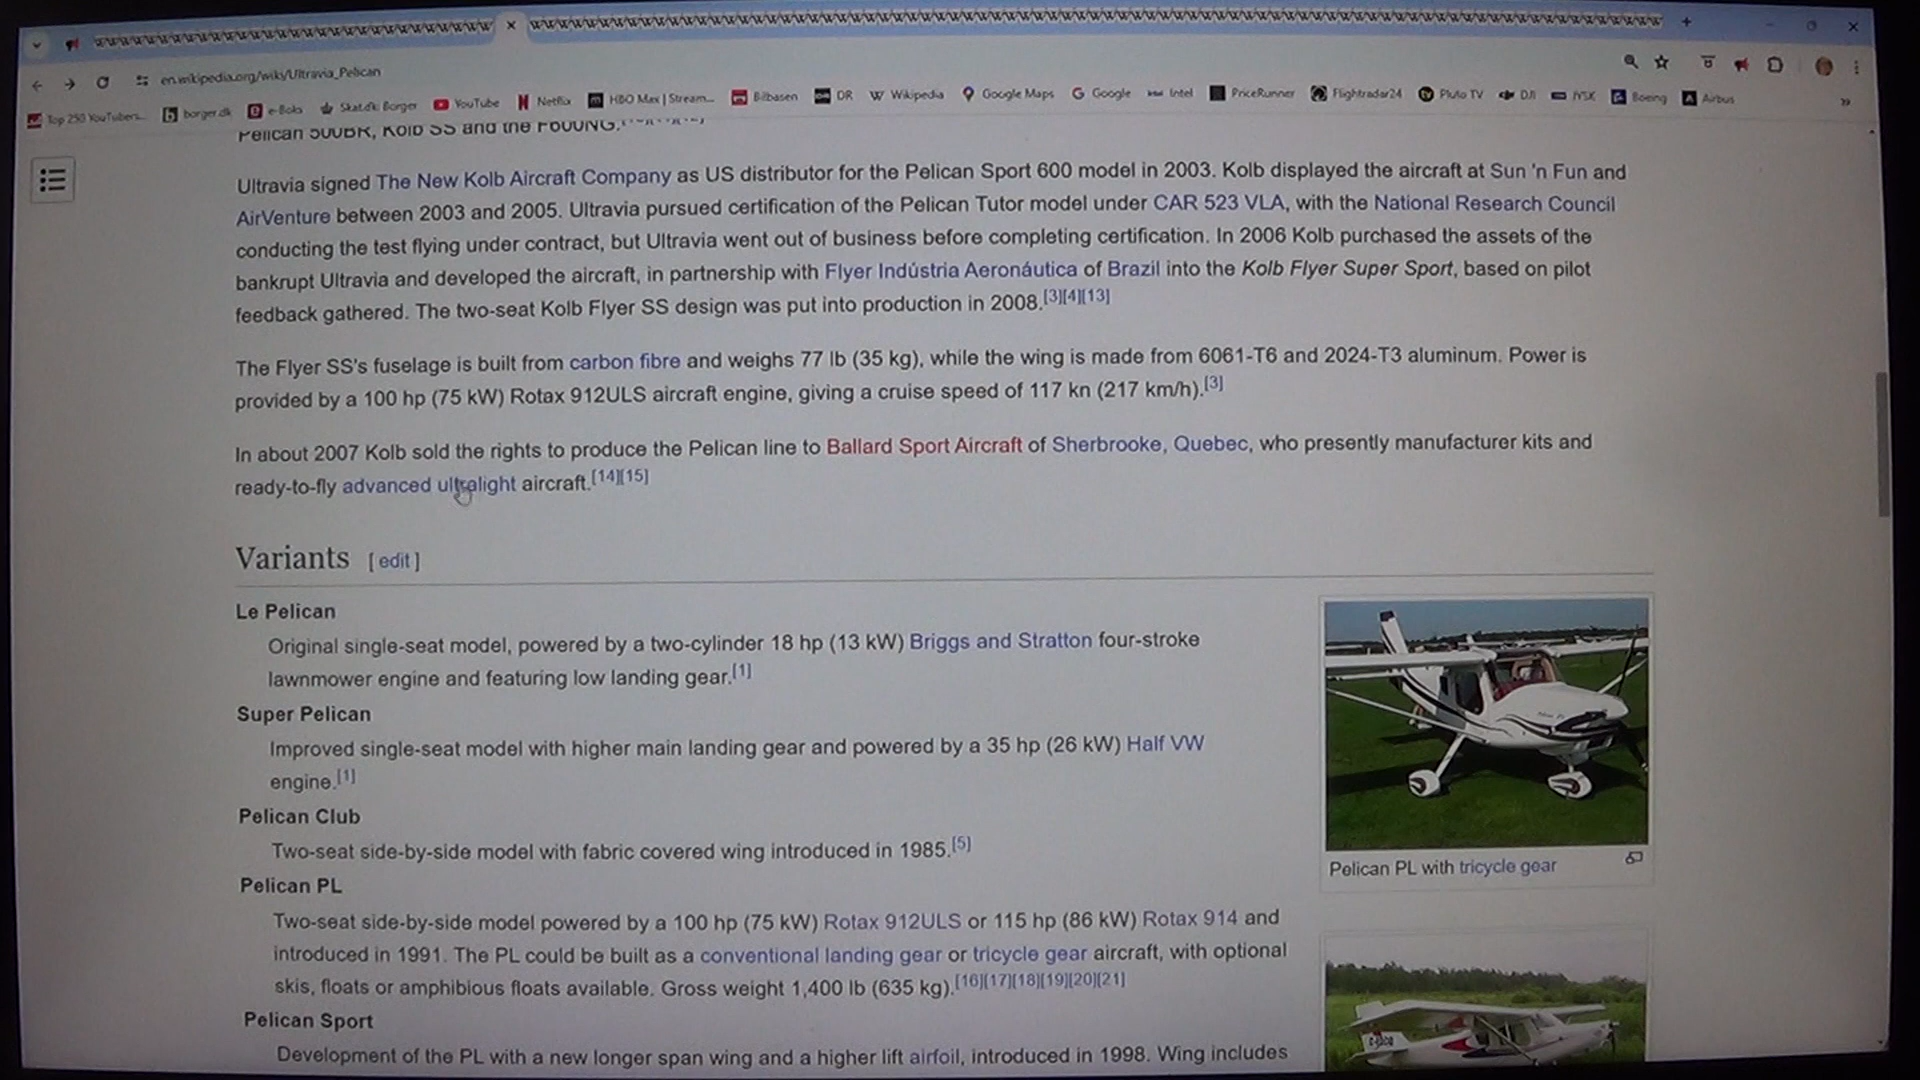 en.wikipedia.org/wiki/Ultravia_Pelican
Top 250 YouTubers... borger.dk e-Boks Skat.dk: Borger YouTube Netflix HBO Max | Stream... Bilbasen DR Wikipedia Google Maps Google Intel PriceRunner Flightradar24 Pluto TV DJI JYSK Boeing Airbus
Pelican 500BR, Kolb SS and the F600NG.
Ultravia signed The New Kolb Aircraft Company as US distributor for the Pelican Sport 600 model in 2003. Kolb displayed the aircraft at Sun 'n Fun and
AirVenture between 2003 and 2005. Ultravia pursued certification of the Pelican Tutor model under CAR 523 VLA, with the National Research Council
conducting the test flying under contract, but Ultravia went out of business before completing certification. In 2006 Kolb purchased the assets of the
bankrupt Ultravia and developed the aircraft, in partnership with Flyer Indústria Aeronáutica of Brazil into the Kolb Flyer Super Sport, based on pilot
feedback gathered. The two-seat Kolb Flyer SS design was put into production in 2008.[3][4][13]
The Flyer SS's fuselage is built from carbon fibre and weighs 77 lb (35 kg), while the wing is made from 6061-T6 and 2024-T3 aluminum. Power is
provided by a 100 hp (75 kW) Rotax 912ULS aircraft engine, giving a cruise speed of 117 kn (217 km/h).[3]
In about 2007 Kolb sold the rights to produce the Pelican line to Ballard Sport Aircraft of Sherbrooke, Quebec, who presently manufacturer kits and
ready-to-fly advanced ultralight aircraft.[14][15]
Variants [ edit ]
Le Pelican
Original single-seat model, powered by a two-cylinder 18 hp (13 kW) Briggs and Stratton four-stroke
lawnmower engine and featuring low landing gear.[1]
Super Pelican
Improved single-seat model with higher main landing gear and powered by a 35 hp (26 kW) Half VW
engine.[1]
Pelican Club
Two-seat side-by-side model with fabric covered wing introduced in 1985.[5]
Pelican PL with tricycle gear
Pelican PL
Two-seat side-by-side model powered by a 100 hp (75 kW) Rotax 912ULS or 115 hp (86 kW) Rotax 914 and
introduced in 1991. The PL could be built as a conventional landing gear or tricycle gear aircraft, with optional
skis, floats or amphibious floats available. Gross weight 1,400 lb (635 kg).[16][17][18][19][20][21]
Pelican Sport
Development of the PL with a new longer span wing and a higher lift airfoil, introduced in 1998. Wing includes